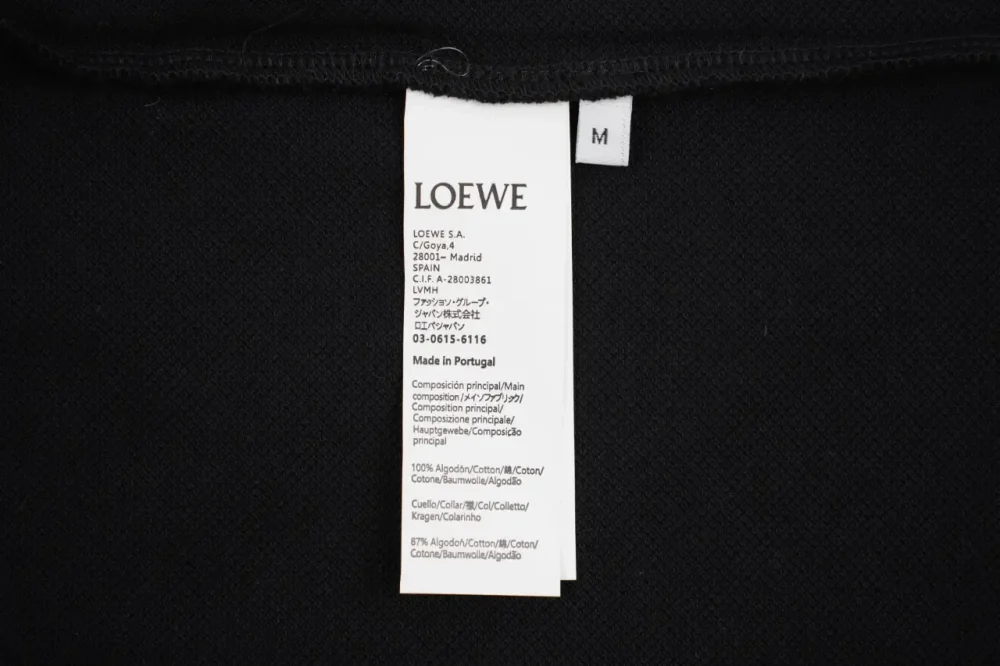 M
LOEWE
LOEWE S.A.
C/Goya,4
28001– Madrid
SPAIN
C.I.F. A-28003861
LVMH
ファッション・グループ・
ジャパン株式会社
ロエベジャパン
03-0615-6116
Made in Portugal
Composición principal/Main
composition/メイソファブリック/
Composition principal/
Composizione principale/
Hauptgewebe/Composição
principal
100% Algodón/Cotton/綿/Coton/
Cotone/Baumwolle/Algodão
Cuello/Collar/襟/Col/Colletto/
Kragen/Colarinho
87% Algodoñ/Cotton/綿/Coton/
Cotone/Baumwolle/Algodão